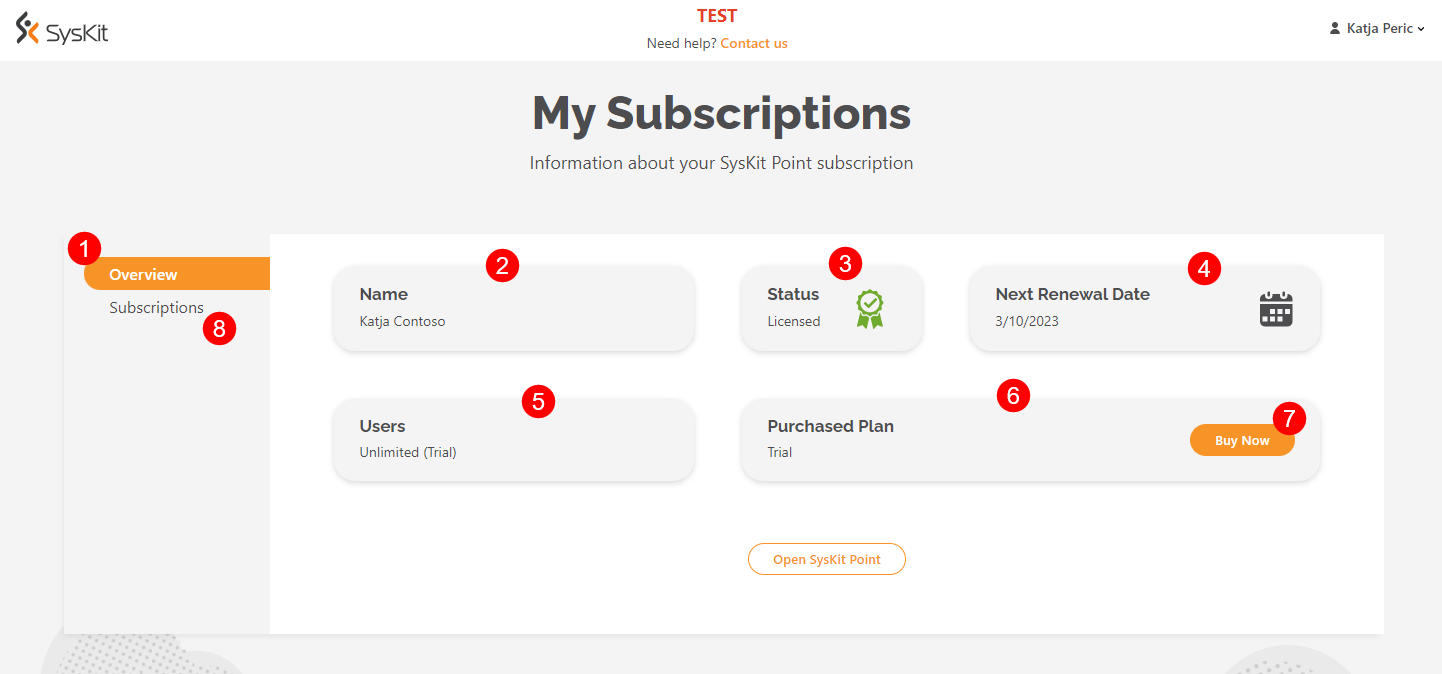 SysKit
TEST
Need help? Contact us
Katja Peric
My Subscriptions
Information about your SysKit Point subscription
1
Overview
Subscriptions
8
2
Name
Katja Contoso
3
Status
Licensed
4
Next Renewal Date
3/10/2023
5
Users
Unlimited (Trial)
6
Purchased Plan
Trial
7
Buy Now
Open SysKit Point